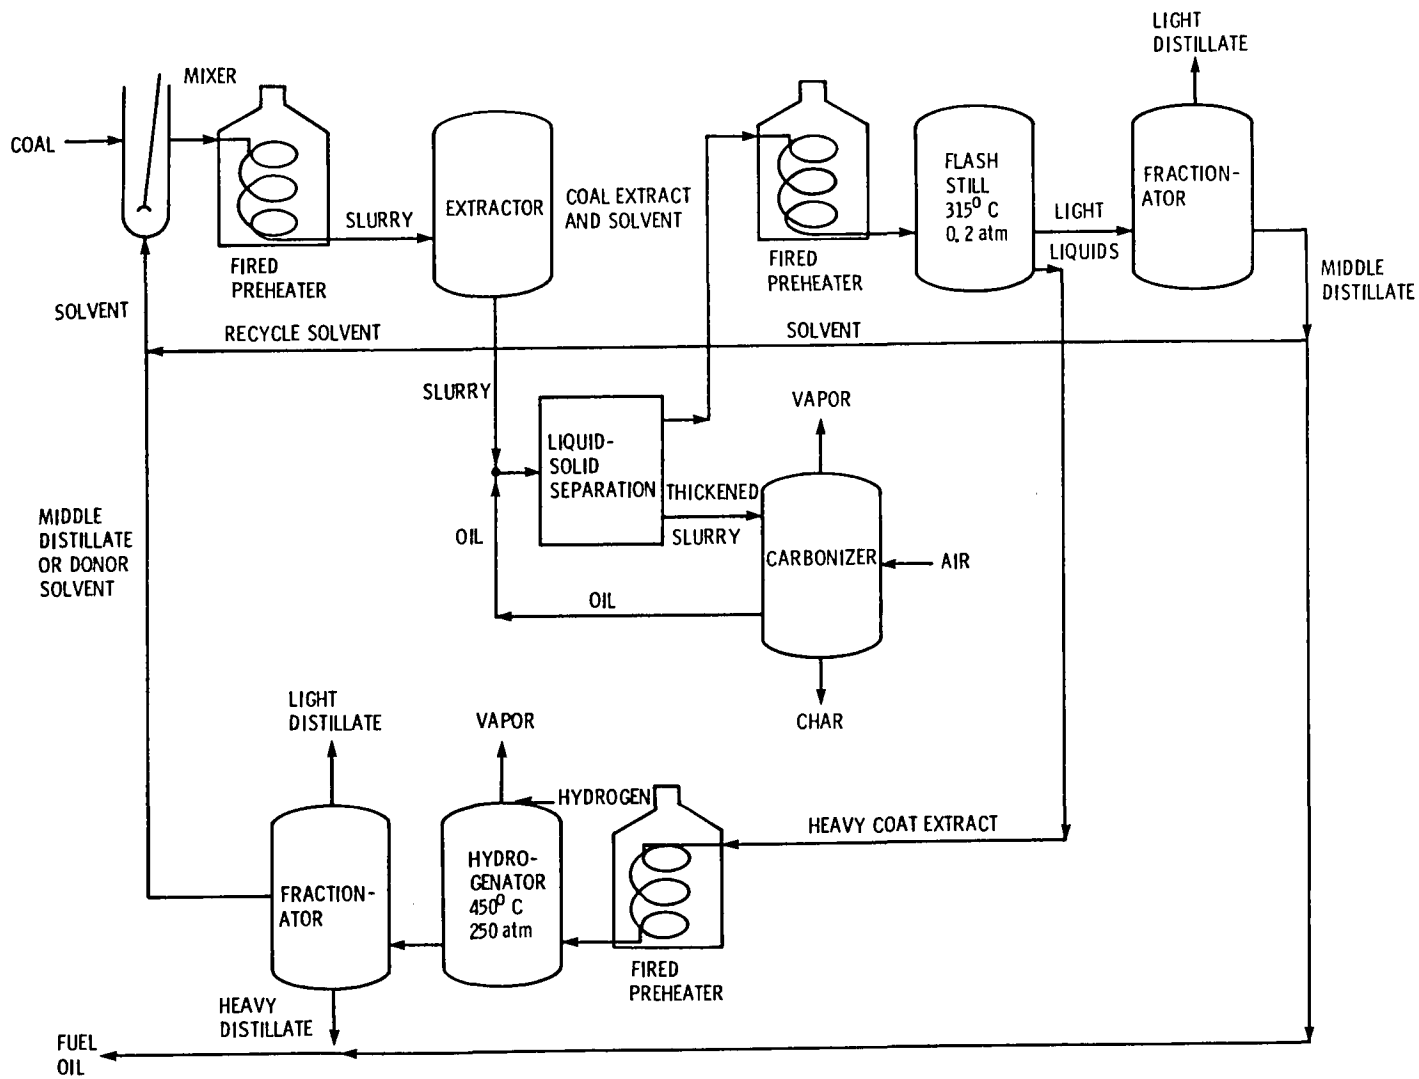 LIGHT
DISTILLATE
MIXER
COAL
EXTRACTOR
COAL EXTRACT
AND SOLVENT
SLURRY
FIRED
PREHEATER
FIRED
PREHEATER
FLASH
STILL
315° C
0.2 atm
LIGHT
LIQUIDS
FRACTION-
ATOR
MIDDLE
DISTILLATE
SOLVENT
RECYCLE SOLVENT
SOLVENT
SLURRY
LIQUID-
SOLID
SEPARATION
THICKENED
SLURRY
VAPOR
CARBONIZER
AIR
OIL
OIL
CHAR
MIDDLE
DISTILLATE
OR DONOR
SOLVENT
LIGHT
DISTILLATE
VAPOR
HYDROGEN
HEAVY COAT EXTRACT
FRACTION-
ATOR
HYDRO-
GENATOR
450° C
250 atm
FIRED
PREHEATER
HEAVY
DISTILLATE
FUEL
OIL